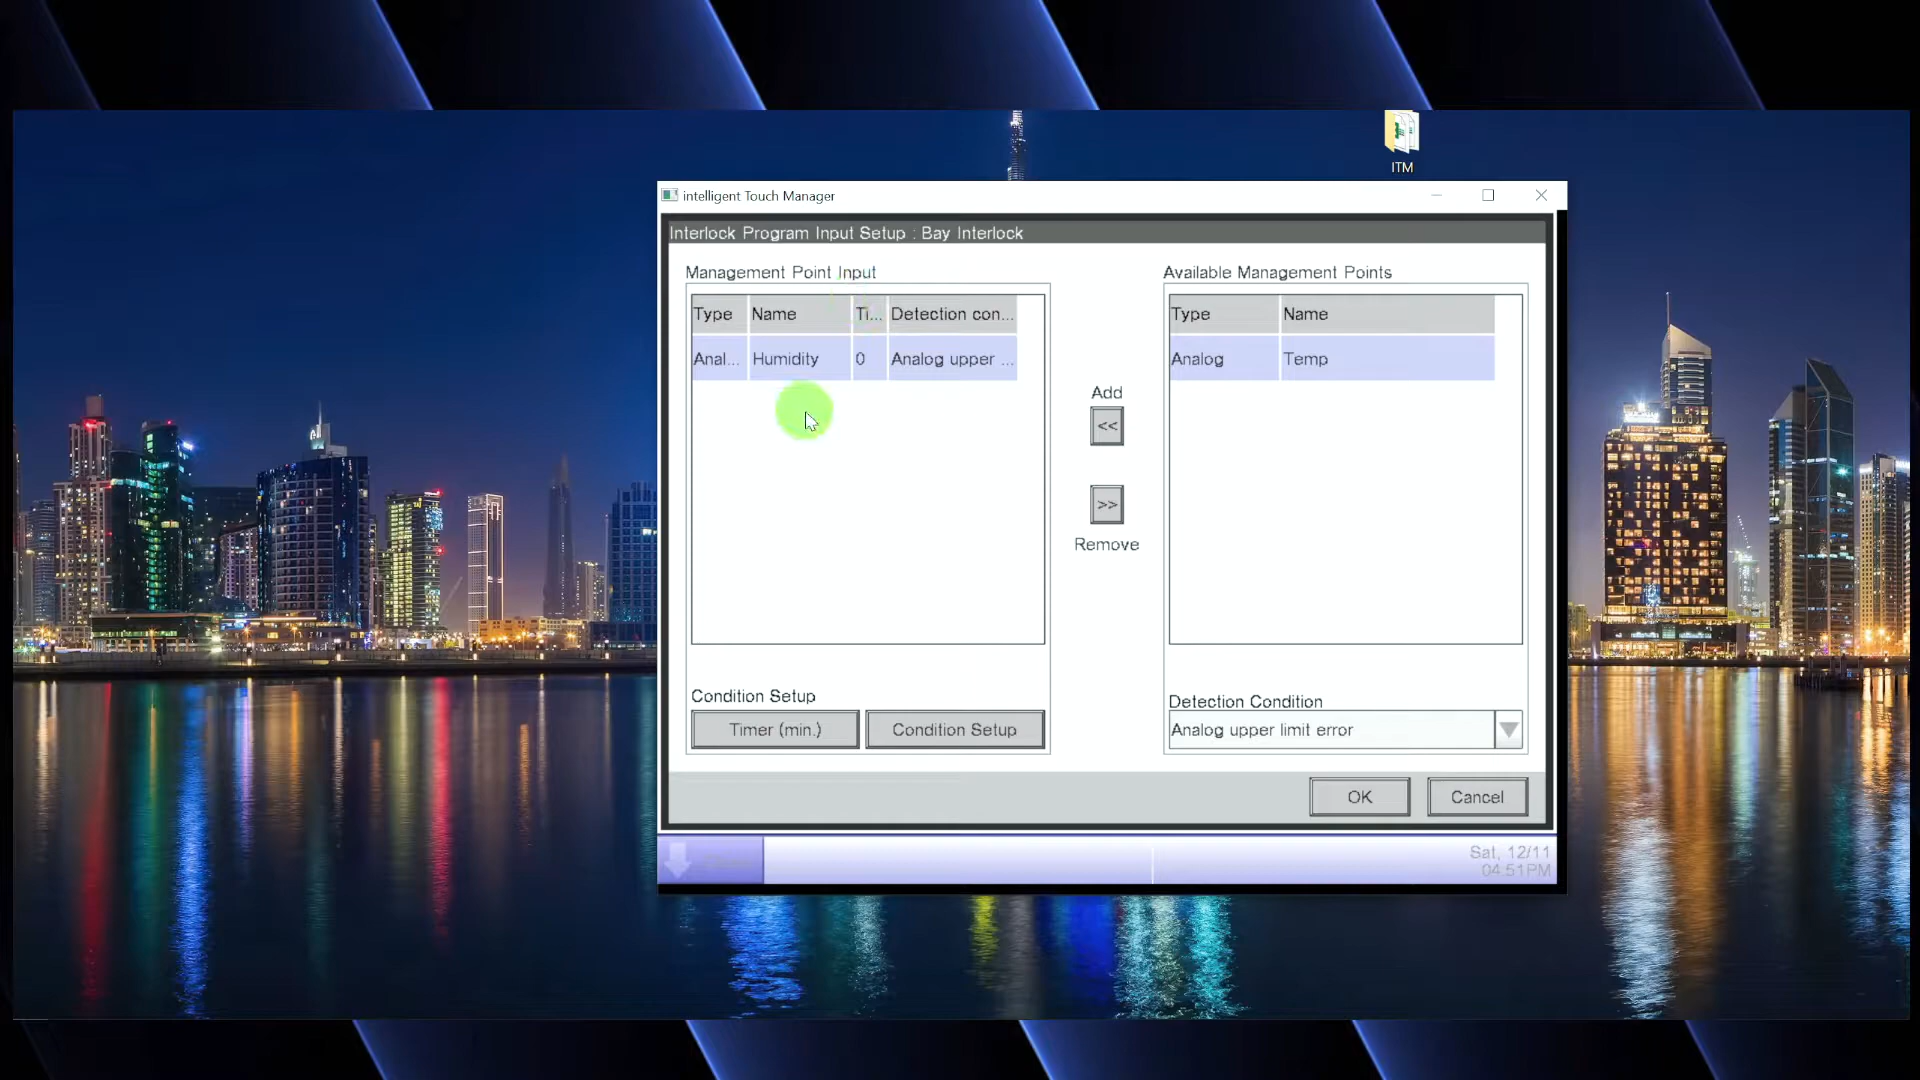 ITM
intelligent Touch Manager
Interlock Program Input Setup : Bay Interlock
Management Point Input
Available Management Points
Type Name Ti... Detection con...
Anal... Humidity 0 Analog upper ...
Type Name
Analog Temp
Add
<<
>>
Remove
Condition Setup
Timer (min.) Condition Setup
Detection Condition
Analog upper limit error
OK Cancel
Sat, 12/11
04:51PM